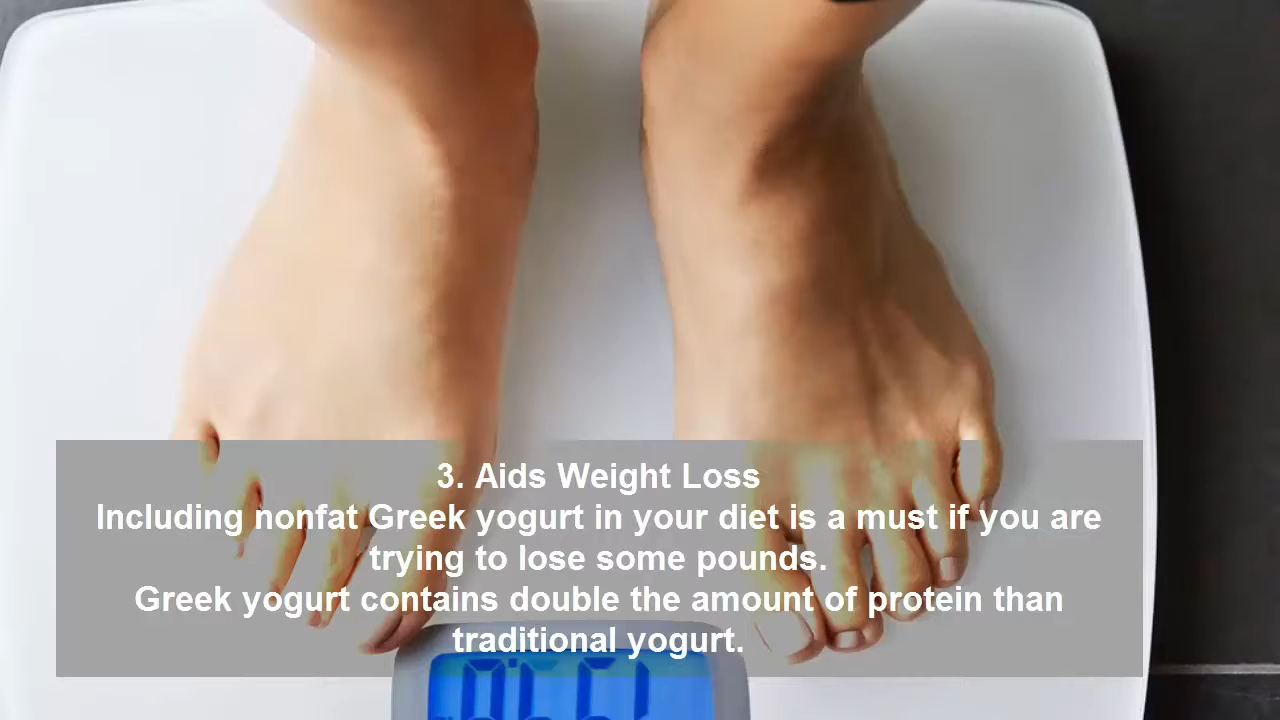 3. Aids Weight Loss
Including nonfat Greek yogurt in your diet is a must if you are
trying to lose some pounds.
Greek yogurt contains double the amount of protein than
traditional yogurt.